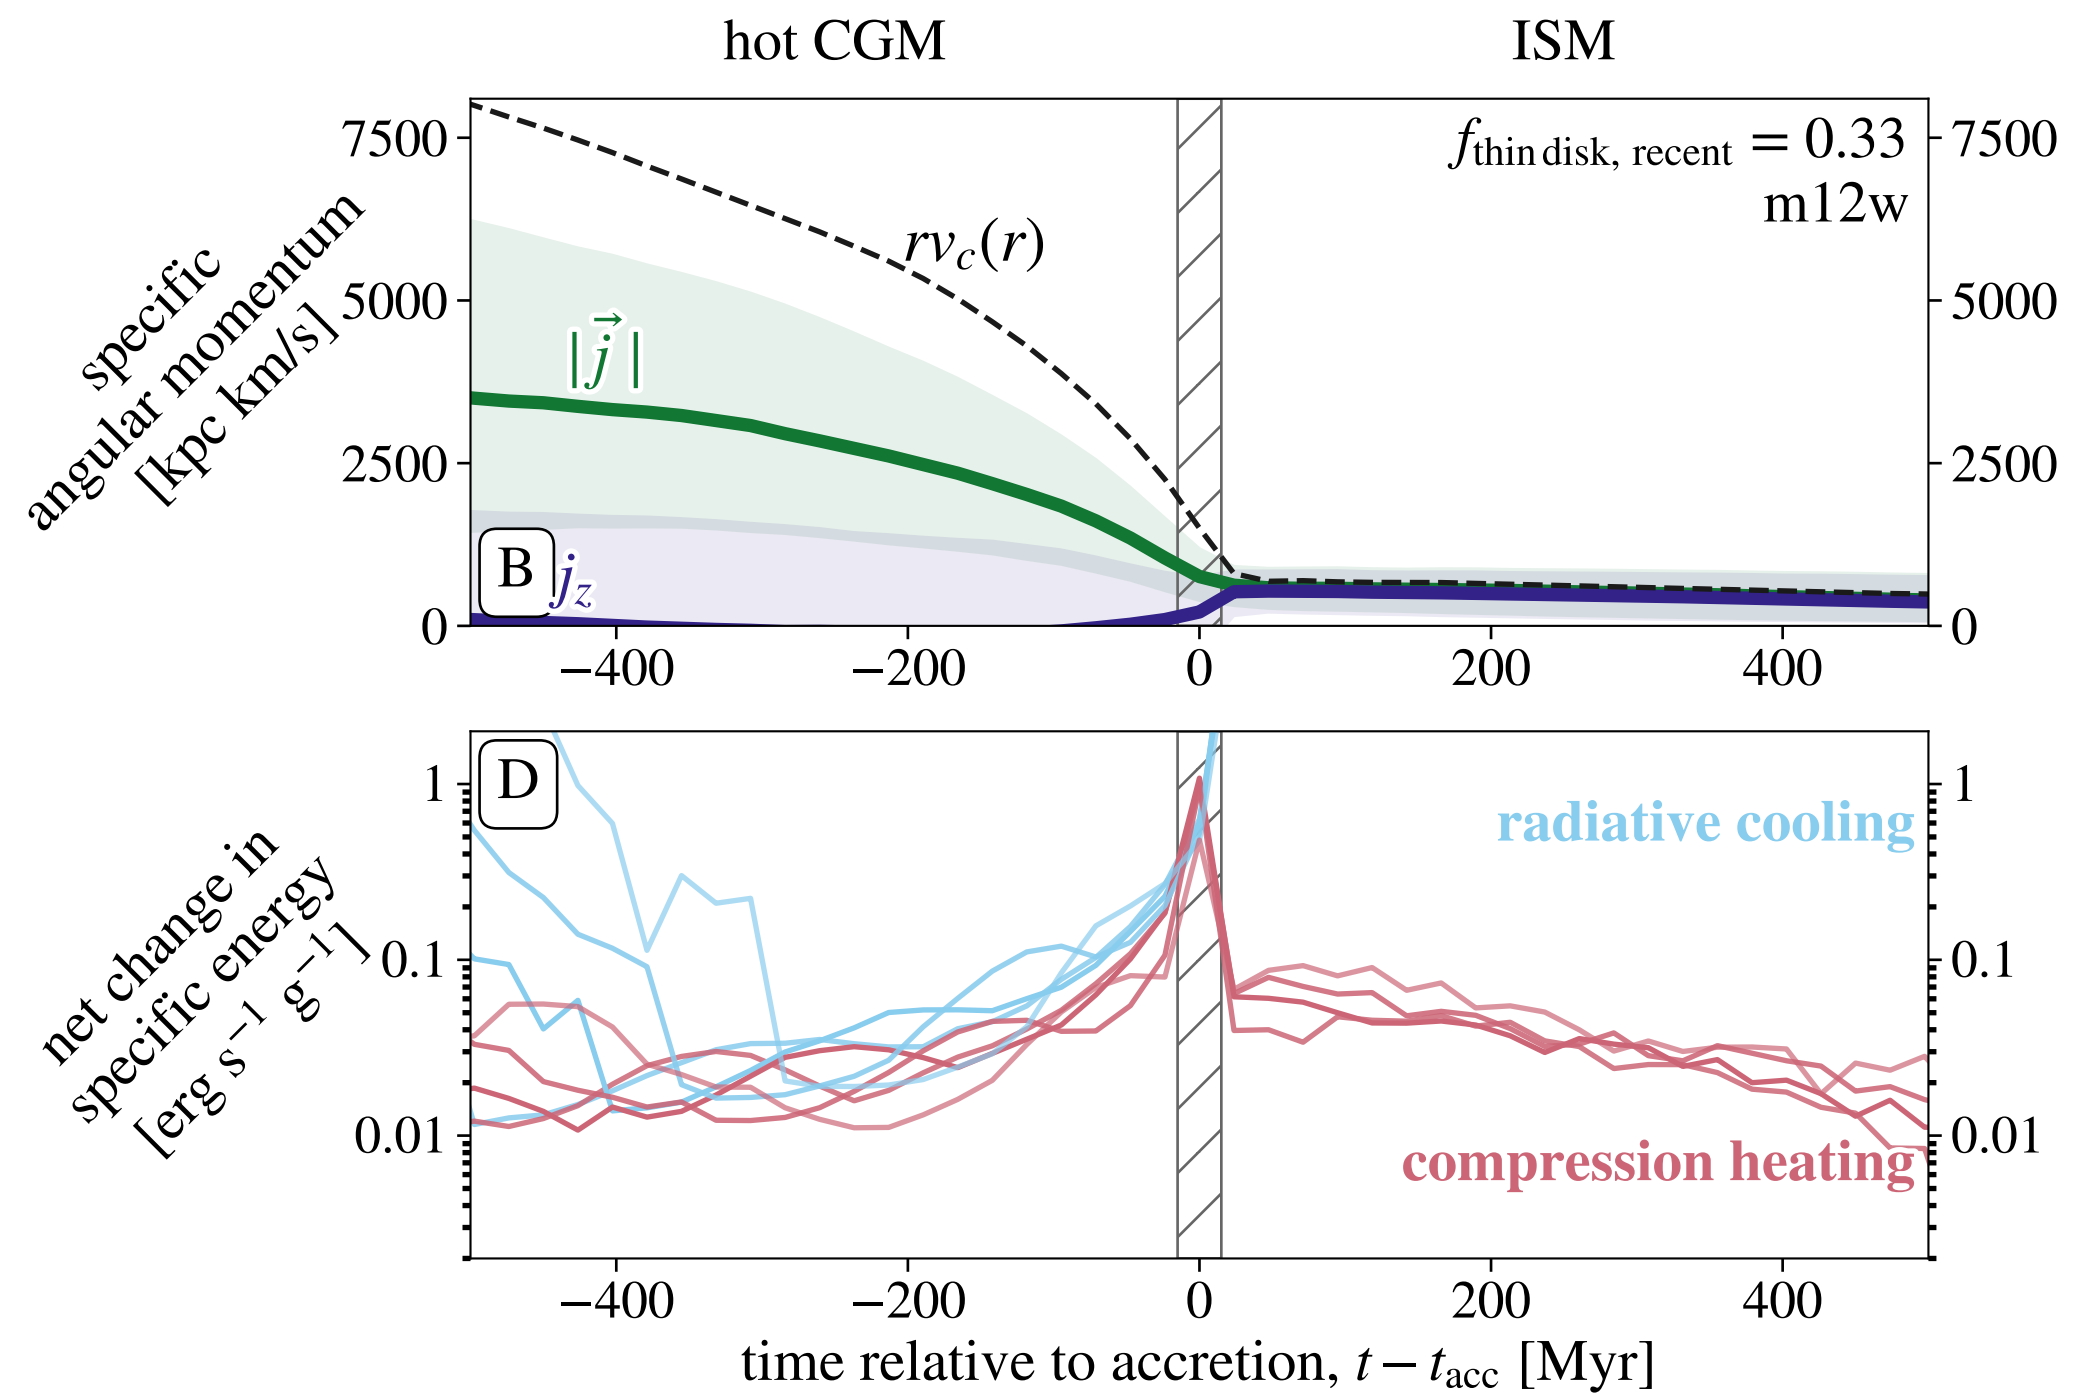 hot CGM
ISM
specific
angular momentum
[kpc km/s]
7500
5000
2500
0
7500
5000
2500
0
f_thin disk, recent = 0.33
m12w
rv_c(r)
|j⃗|
B
j_z
−400
−200
0
200
400
net change in
specific energy
[erg s⁻¹ g⁻¹]
D
1
0.1
0.01
1
0.1
0.01
radiative cooling
compression heating
−400
−200
0
200
400
time relative to accretion, t − t_acc [Myr]